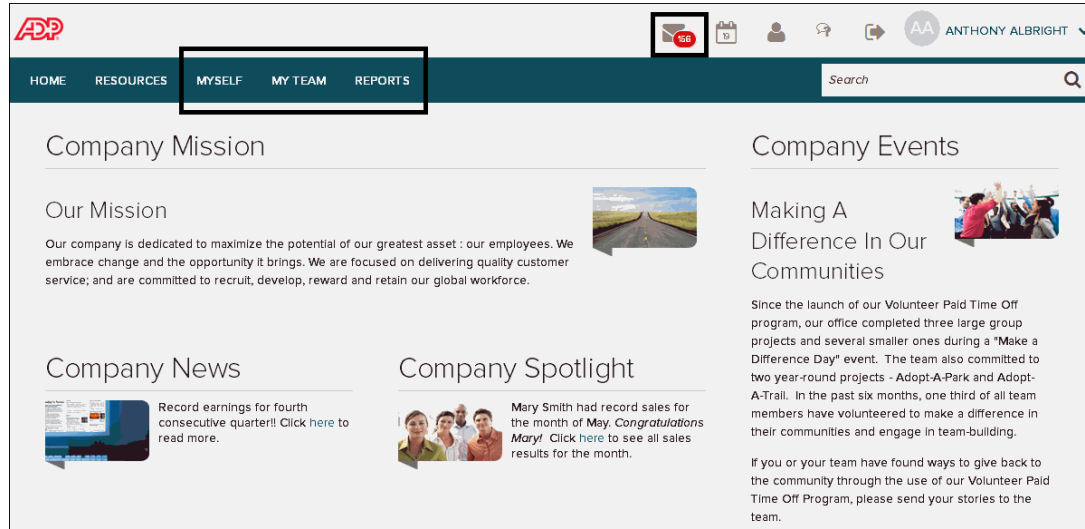 ADP
156
19
AA
ANTHONY ALBRIGHT
HOME
RESOURCES
MYSELF
MY TEAM
REPORTS
Search
Company Mission
Our Mission
Our company is dedicated to maximize the potential of our greatest asset : our employees. We
embrace change and the opportunity it brings. We are focused on delivering quality customer
service; and are committed to recruit, develop, reward and retain our global workforce.
Company News
Record earnings for fourth
consecutive quarter!! Click here to
read more.
Company Spotlight
Mary Smith had record sales for
the month of May. Congratulations
Mary! Click here to see all sales
results for the month.
Company Events
Making A
Difference In Our
Communities
Since the launch of our Volunteer Paid Time Off
program, our office completed three large group
projects and several smaller ones during a "Make a
Difference Day" event. The team also committed to
two year-round projects - Adopt-A-Park and Adopt-
A-Trail. In the past six months, one third of all team
members have volunteered to make a difference in
their communities and engage in team-building.
If you or your team have found ways to give back to
the community through the use of our Volunteer Paid
Time Off Program, please send your stories to the
team.